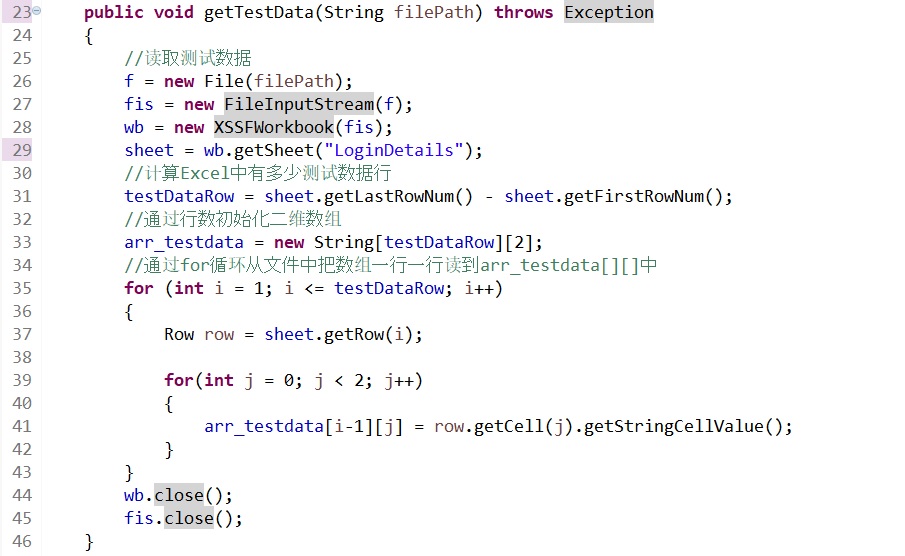 23 public void getTestData(String filePath) throws Exception
24 {
25 //读取测试数据
26 f = new File(filePath);
27 fis = new FileInputStream(f);
28 wb = new XSSFWorkbook(fis);
29 sheet = wb.getSheet("LoginDetails");
30 //计算Excel中有多少测试数据行
31 testDataRow = sheet.getLastRowNum() - sheet.getFirstRowNum();
32 //通过行数初始化二维数组
33 arr_testdata = new String[testDataRow][2];
34 //通过for循环从文件中把数组一行一行读到arr_testdata[][]中
35 for (int i = 1; i <= testDataRow; i++)
36 {
37 Row row = sheet.getRow(i);
38
39 for(int j = 0; j < 2; j++)
40 {
41 arr_testdata[i-1][j] = row.getCell(j).getStringCellValue();
42 }
43 }
44 wb.close();
45 fis.close();
46 }